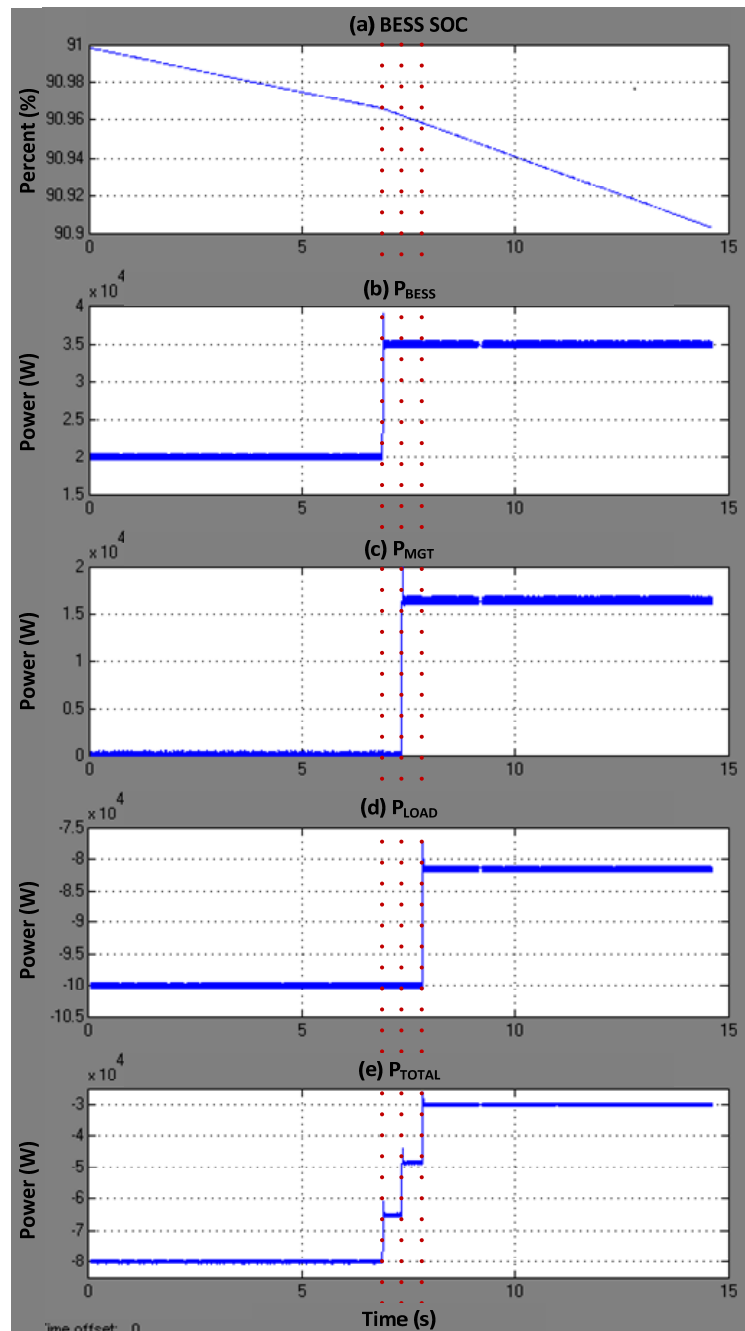 (a) BESS SOC
Percent (%)
91
90.98
90.96
90.94
90.92
90.9
0 5 10 15
(b) PBESS
x 10^4
Power (W)
4
3.5
3
2.5
2
1.5
0 5 10 15
(c) PMGT
x 10^4
Power (W)
2
1.5
1
0.5
0
0 5 10 15
(d) PLOAD
x 10^4
Power (W)
-7.5
-8
-8.5
-9
-9.5
-10
-10.5
0 5 10 15
(e) PTOTAL
x 10^4
Power (W)
-3
-4
-5
-6
-7
-8
0 5 10 15
Time (s)
Time offset: 0